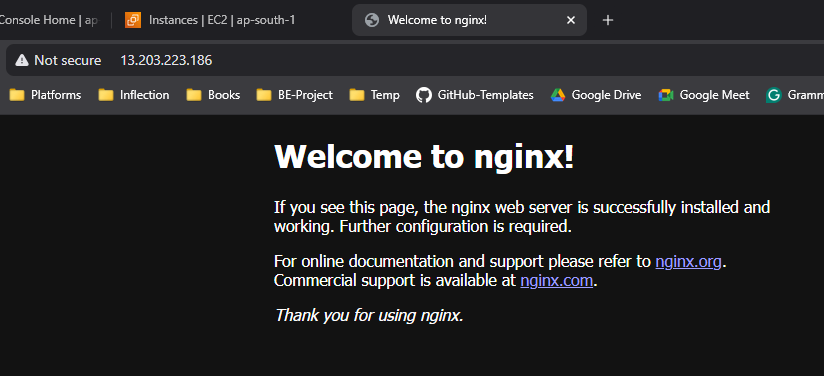 Console Home | ap-
Instances | EC2 | ap-south-1
Welcome to nginx!
Not secure 13.203.223.186
Platforms Inflection Books BE-Project Temp GitHub-Templates Google Drive Google Meet Gramm
Welcome to nginx!
If you see this page, the nginx web server is successfully installed and
working. Further configuration is required.
For online documentation and support please refer to nginx.org.
Commercial support is available at nginx.com.
Thank you for using nginx.